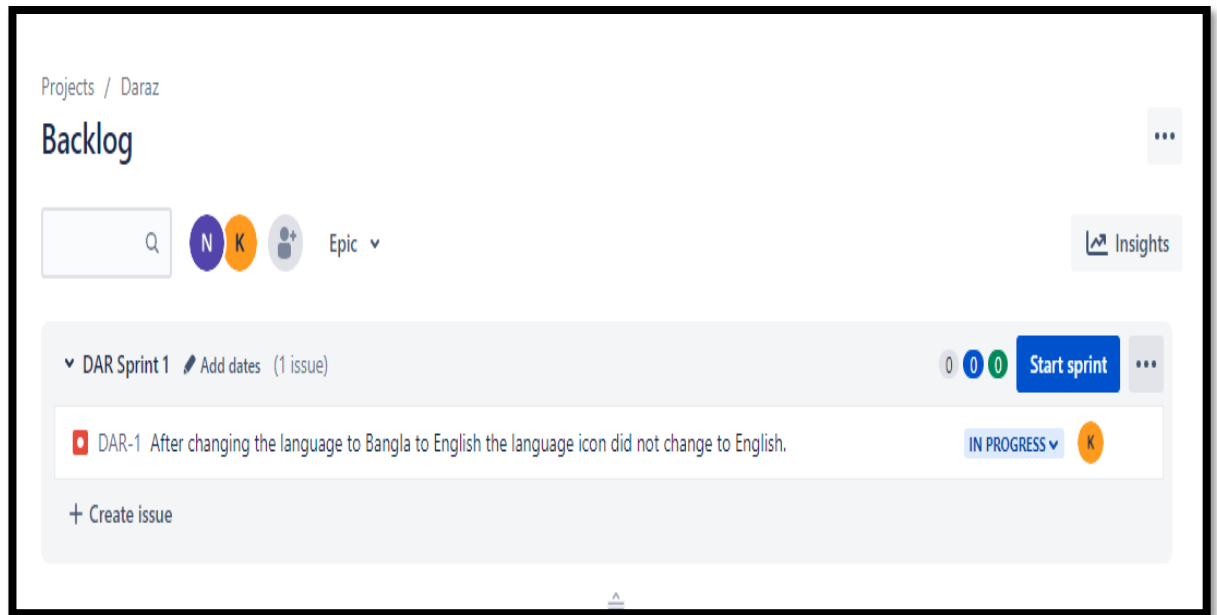 Projects / Daraz
Backlog
•••
N K Epic
Insights
DAR Sprint 1 Add dates (1 issue) 0 0 0 Start sprint •••
DAR-1 After changing the language to Bangla to English the language icon did not change to English. IN PROGRESS K
+ Create issue